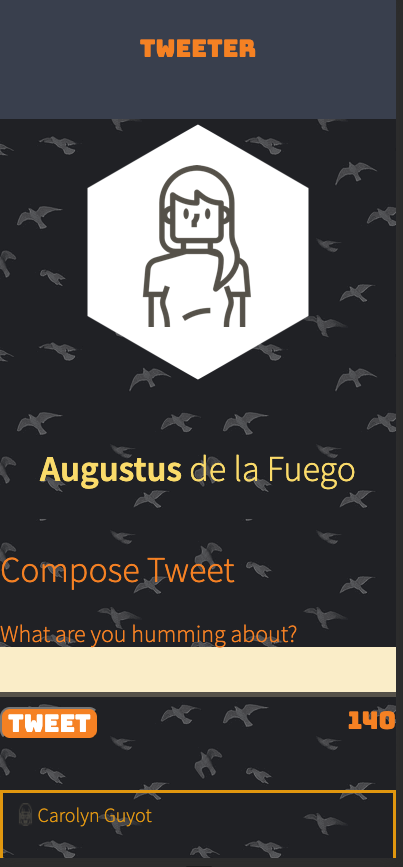 TWEETER
Augustus de la Fuego
Compose Tweet
What are you humming about?
TWEET 140
Carolyn Guyot